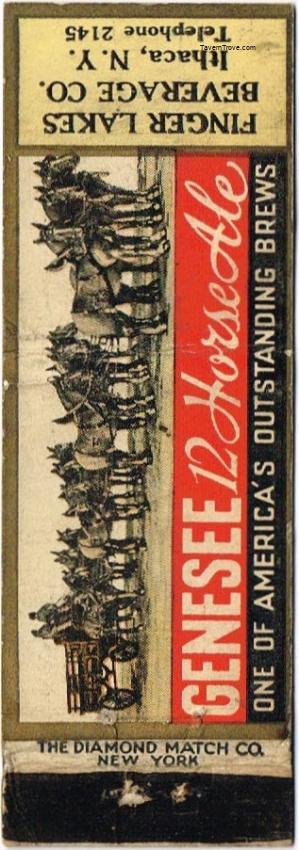 TavernTrove.com
FINGER LAKES
BEVERAGE CO.
Ithaca, N. Y.
Telephone 2145
GENESEE 12 Horse Ale
ONE OF AMERICA'S OUTSTANDING BREWS
THE DIAMOND MATCH CO.
NEW YORK